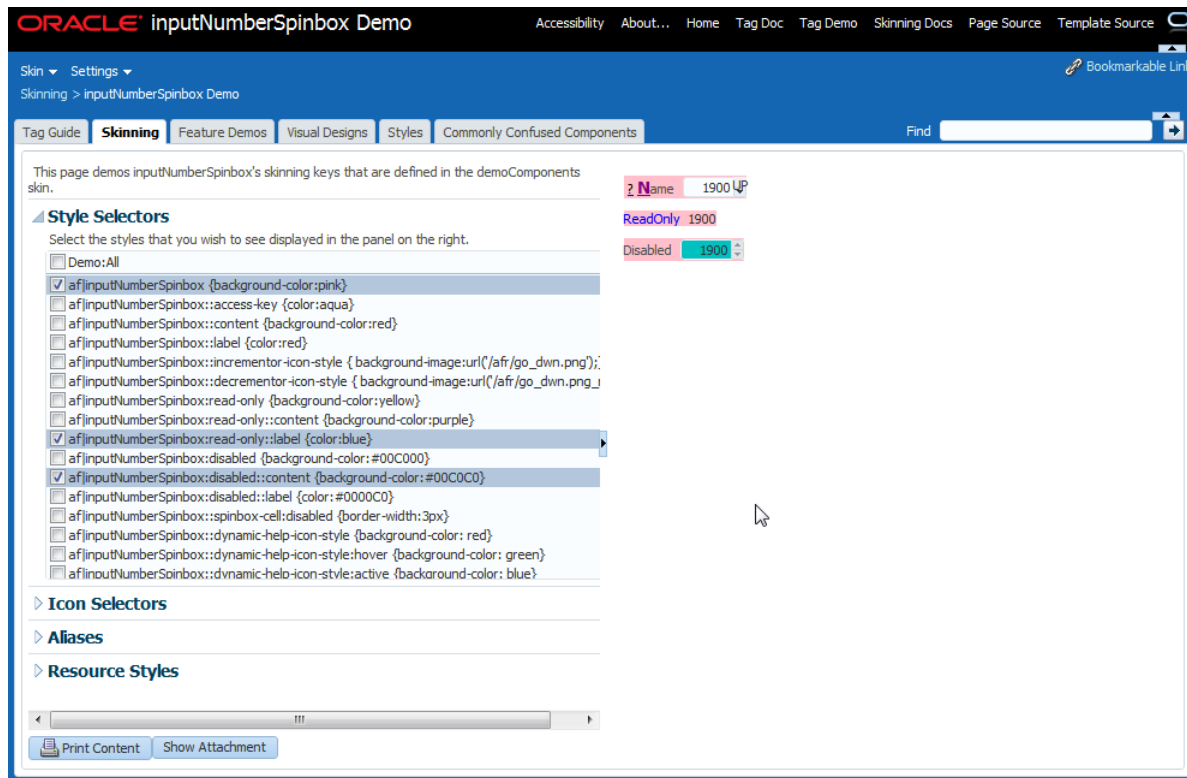 ORACLE inputNumberSpinbox Demo
Accessibility About... Home Tag Doc Tag Demo Skinning Docs Page Source Template Source
Skin Settings
Bookmarkable Lin
Skinning > inputNumberSpinbox Demo
Tag Guide Skinning Feature Demos Visual Designs Styles Commonly Confused Components
Find
This page demos inputNumberSpinbox's skinning keys that are defined in the demoComponents
skin.
Style Selectors
Select the styles that you wish to see displayed in the panel on the right.
Demo:All
af|inputNumberSpinbox {background-color:pink}
af|inputNumberSpinbox::access-key {color:aqua}
af|inputNumberSpinbox::content {background-color:red}
af|inputNumberSpinbox::label {color:red}
af|inputNumberSpinbox::incrementor-icon-style { background-image:url('/afr/go_dwn.png');
af|inputNumberSpinbox::decrementor-icon-style { background-image:url('/afr/go_dwn.png_
af|inputNumberSpinbox:read-only {background-color:yellow}
af|inputNumberSpinbox:read-only::content {background-color:purple}
af|inputNumberSpinbox:read-only::label {color:blue}
af|inputNumberSpinbox:disabled {background-color:#00C000}
af|inputNumberSpinbox:disabled::content {background-color:#00C0C0}
af|inputNumberSpinbox:disabled::label {color:#0000C0}
af|inputNumberSpinbox::spinbox-cell:disabled {border-width:3px}
af|inputNumberSpinbox::dynamic-help-icon-style {background-color: red}
af|inputNumberSpinbox::dynamic-help-icon-style:hover {background-color: green}
af|inputNumberSpinbox::dynamic-help-icon-style:active {background-color: blue}
Icon Selectors
Aliases
Resource Styles
Print Content Show Attachment
? Name 1900 UP
ReadOnly 1900
Disabled 1900